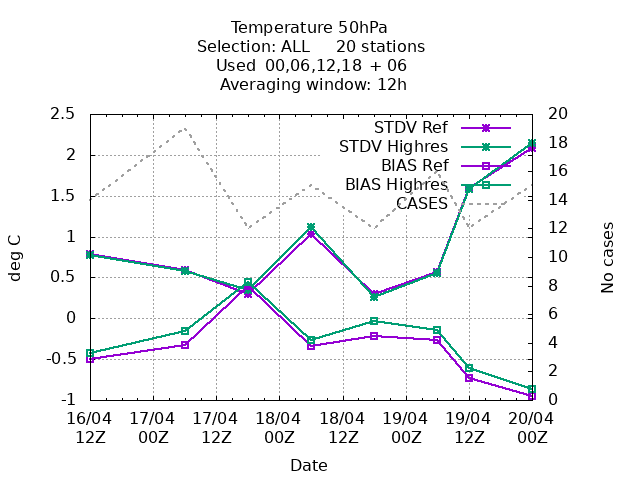 Temperature 50hPa
Selection: ALL     20 stations
Used 00,06,12,18 + 06
Averaging window: 12h
STDV Ref
STDV Highres
BIAS Ref
BIAS Highres
CASES
deg C
2.5
2
1.5
1
0.5
0
-0.5
-1
20
18
16
14
12
10
8
6
4
2
0
No cases
16/04 17/04 17/04 18/04 18/04 19/04 19/04 20/04
12Z 00Z 12Z 00Z 12Z 00Z 12Z 00Z
Date